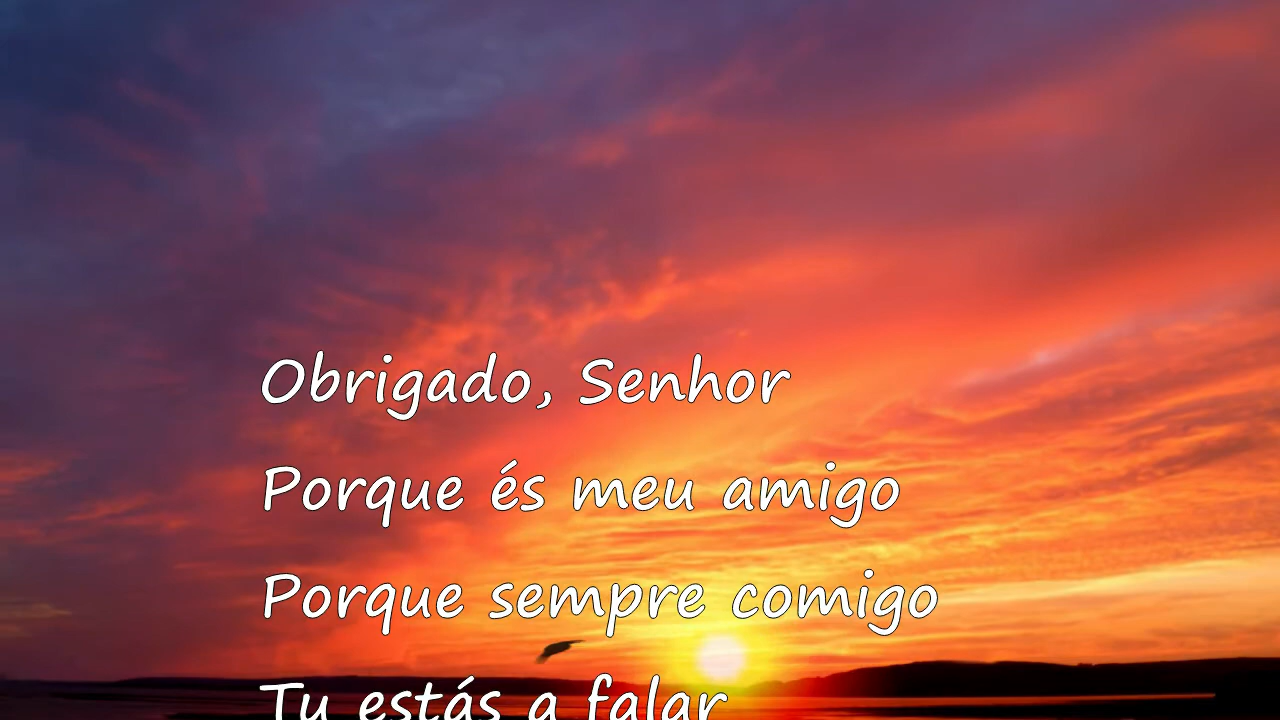 Obrigado, Senhor
Porque és meu amigo
Porque sempre comigo
Tu estás a falar